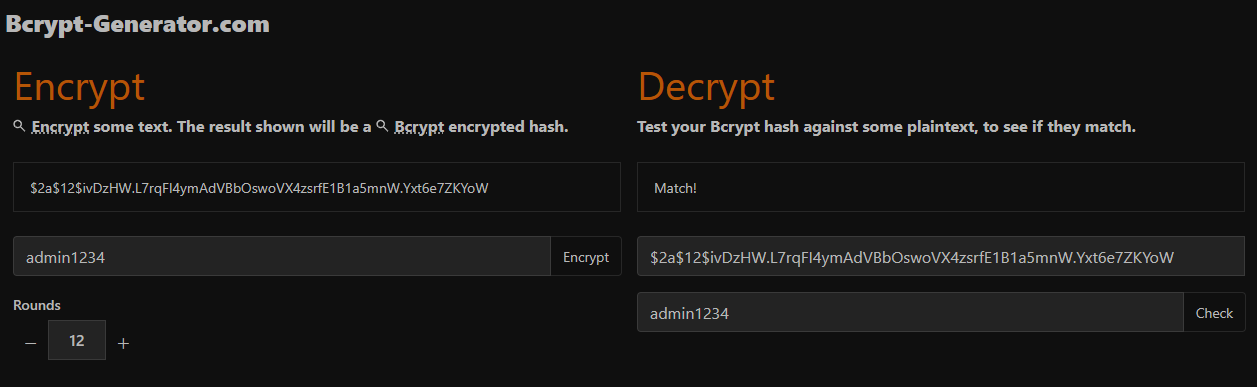 Bcrypt-Generator.com
Encrypt
Encrypt some text. The result shown will be a Bcrypt encrypted hash.
$2a$12$ivDzHW.L7rqFI4ymAdVBbOswoVX4zsrfE1B1a5mnW.Yxt6e7ZKYoW
admin1234 Encrypt
Rounds
– 12 +
Decrypt
Test your Bcrypt hash against some plaintext, to see if they match.
Match!
$2a$12$ivDzHW.L7rqFI4ymAdVBbOswoVX4zsrfE1B1a5mnW.Yxt6e7ZKYoW
admin1234 Check